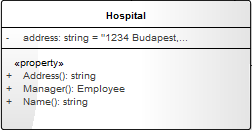 Hospital
- address: string = "1234 Budapest,...
«property»
+ Address(): string
+ Manager(): Employee
+ Name(): string